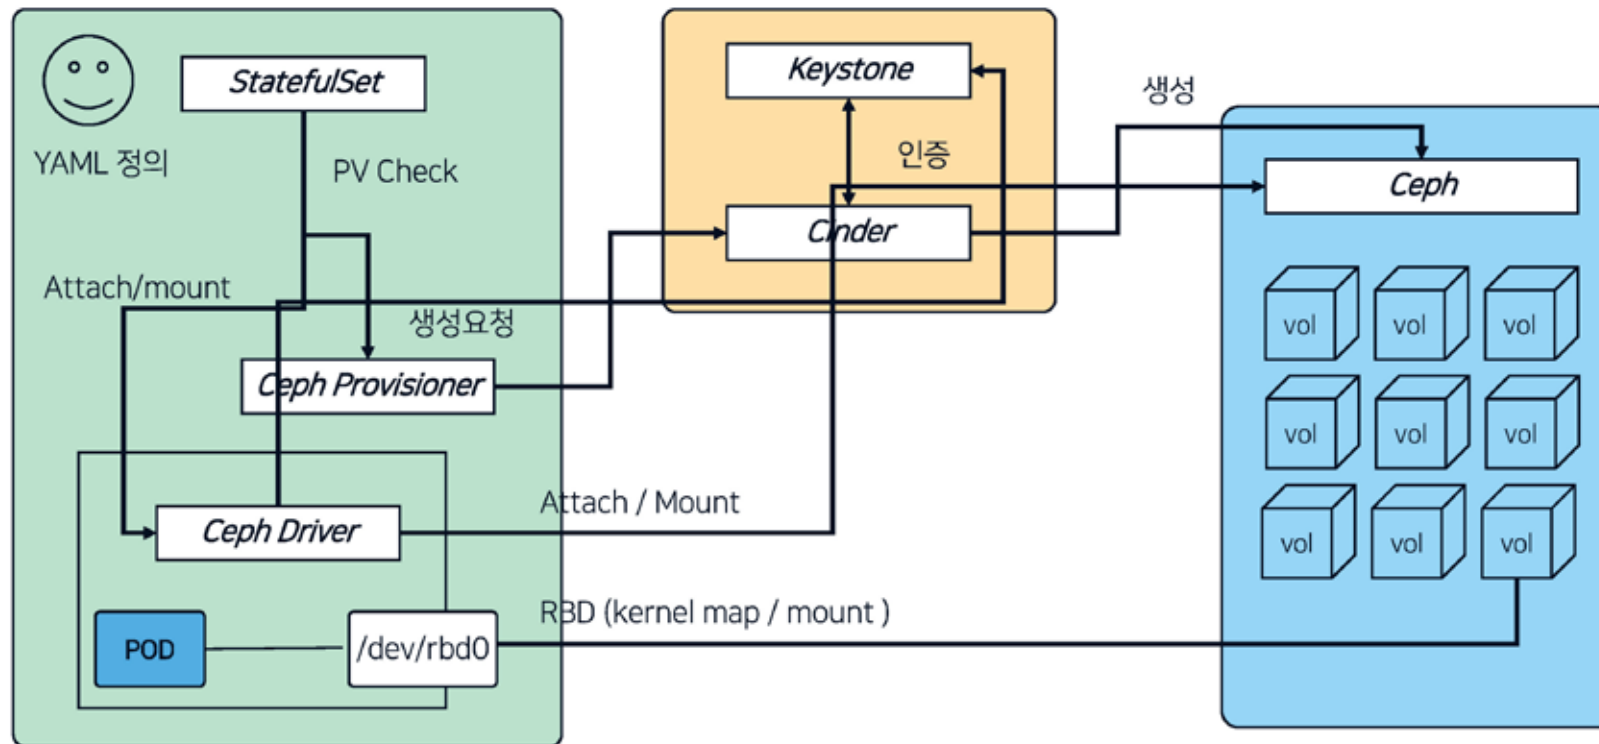 StatefulSet
YAML 정의
PV Check
Attach/mount
생성요청
Ceph Provisioner
Ceph Driver
POD
/dev/rbd0
Keystone
인증
Cinder
Attach / Mount
RBD (kernel map / mount )
생성
Ceph
vol
vol
vol
vol
vol
vol
vol
vol
vol